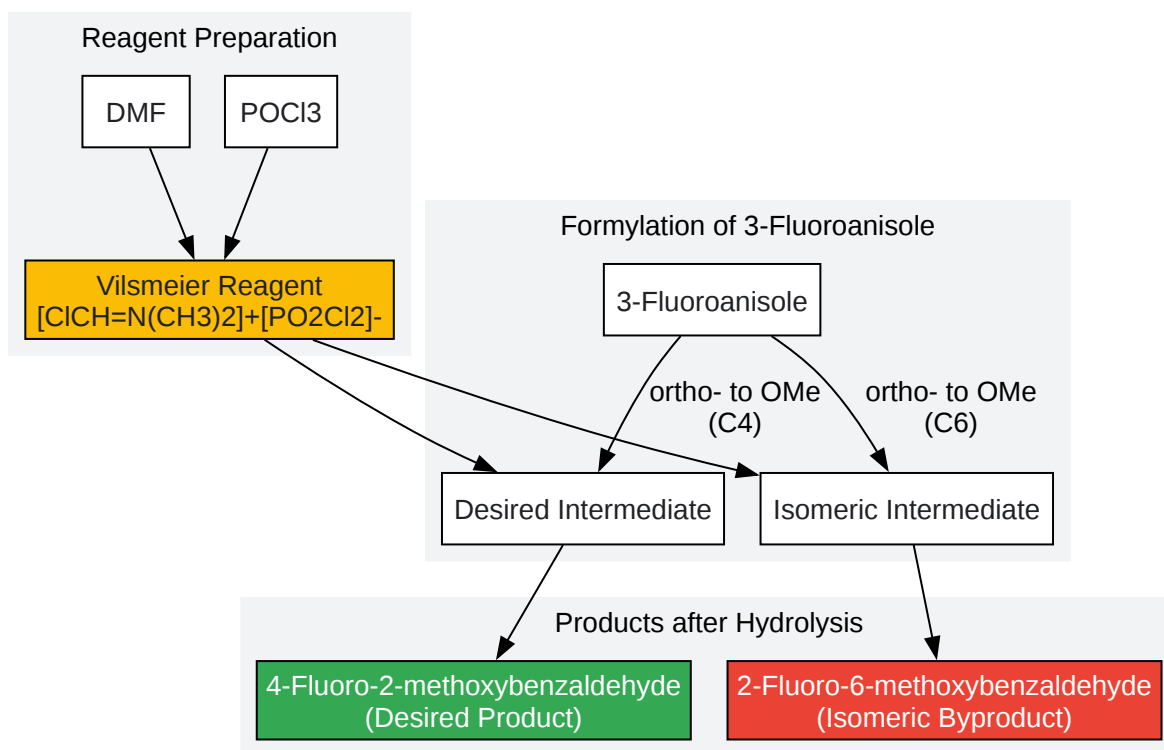 Reagent Preparation
DMF
POCl3
Vilsmeier Reagent
[ClCH=N(CH3)2]+[PO2Cl2]-
Formylation of 3-Fluoroanisole
3-Fluoroanisole
ortho- to OMe
(C4)
ortho- to OMe
(C6)
Desired Intermediate
Isomeric Intermediate
Products after Hydrolysis
4-Fluoro-2-methoxybenzaldehyde
(Desired Product)
2-Fluoro-6-methoxybenzaldehyde
(Isomeric Byproduct)